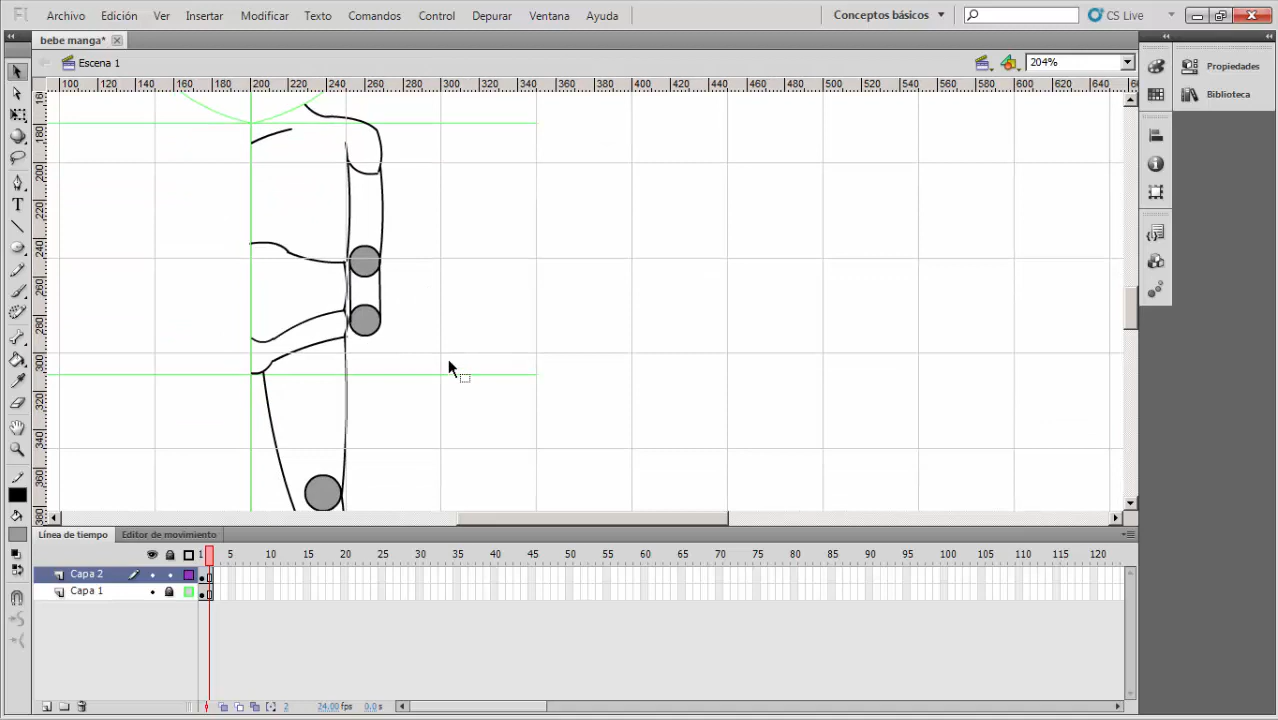 Fl Archivo Edición Ver Insertar Modificar Texto Comandos Control Depurar Ventana Ayuda Conceptos básicos CS Live
bebe manga*
Escena 1 204%
100 120 140 160 180 200 220 240 260 280 300 320 340 360 380 400 420 440 460 480 500 520 540 560 580 600 620 640
Propiedades
Biblioteca
180
200
220
240
260
280
300
320
340
360
380
Línea de tiempo Editor de movimiento
1 5 10 15 20 25 30 35 40 45 50 55 60 65 70 75 80 85 90 95 100 105 110 115 120
Capa 2
Capa 1
2 24.00 fps 0.0 s